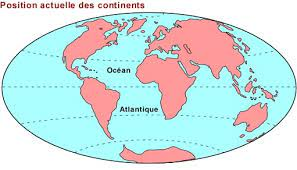 Position actuelle des continents
Océan
Atlantique